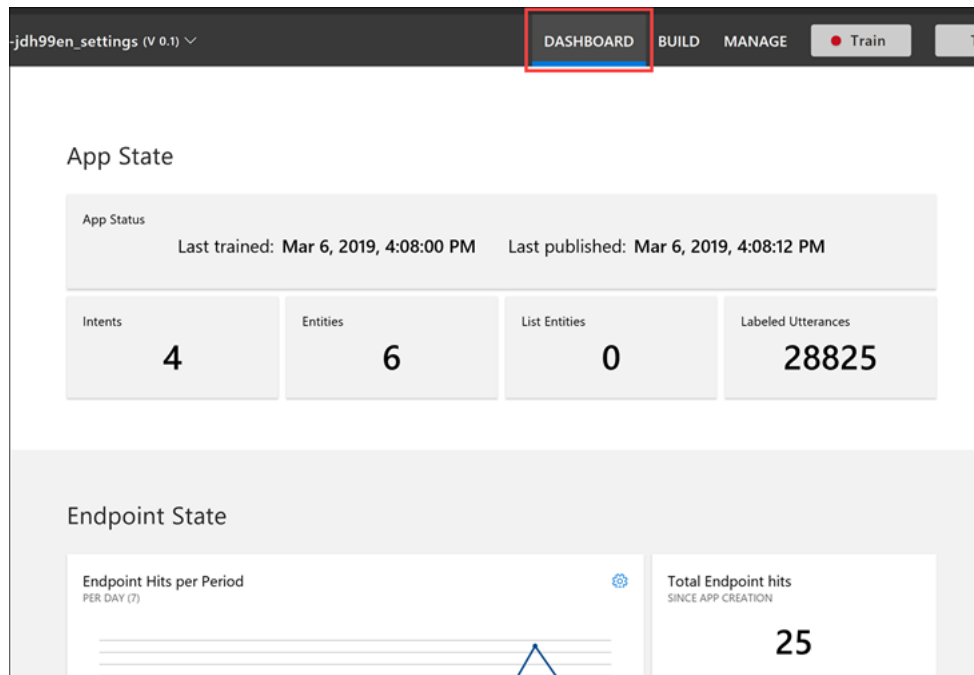 -jdh99en_settings (V 0.1) DASHBOARD BUILD MANAGE Train T
App State
App Status
Last trained: Mar 6, 2019, 4:08:00 PM Last published: Mar 6, 2019, 4:08:12 PM
Intents Entities List Entities Labeled Utterances
4 6 0 28825
Endpoint State
Endpoint Hits per Period Total Endpoint hits
PER DAY (7) SINCE APP CREATION
25